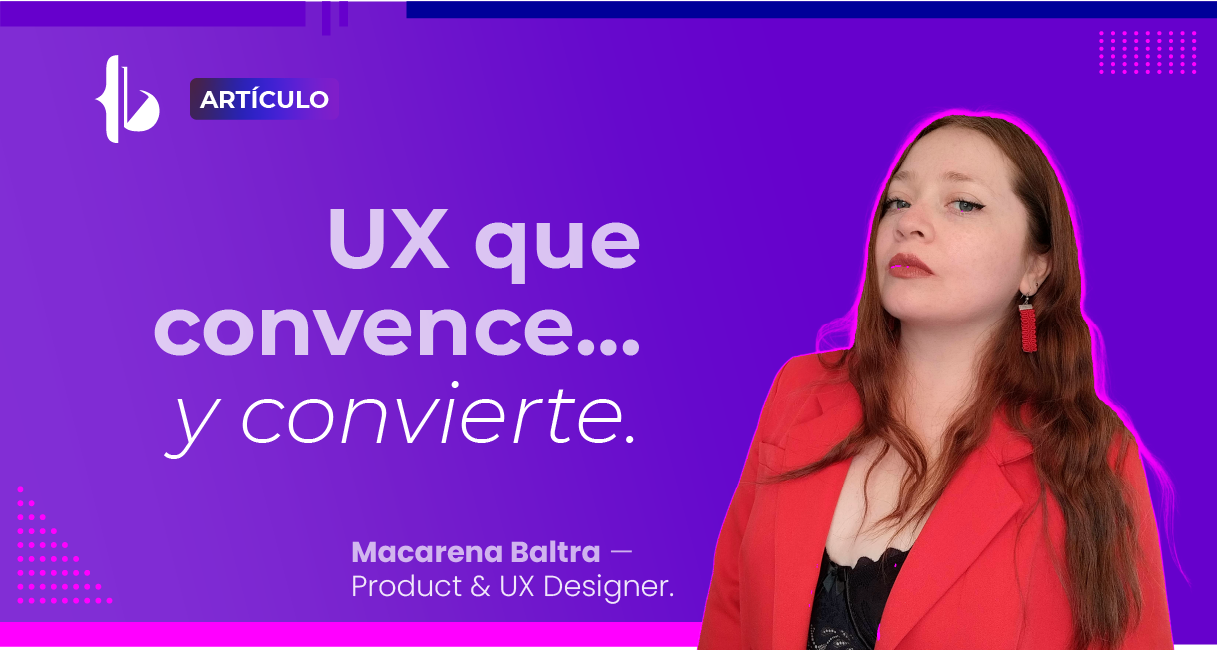 ARTÍCULO
UX que
convence...
y convierte.
Macarena Baltra —
Product & UX Designer.